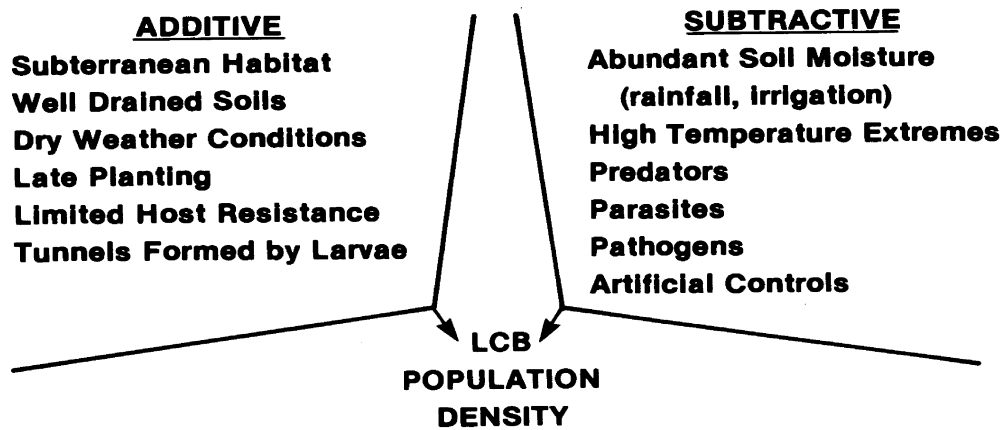 ADDITIVE
Subterranean Habitat
Well Drained Soils
Dry Weather Conditions
Late Planting
Limited Host Resistance
Tunnels Formed by Larvae
SUBTRACTIVE
Abundant Soil Moisture
(rainfall, irrigation)
High Temperature Extremes
Predators
Parasites
Pathogens
Artificial Controls
LCB
POPULATION
DENSITY